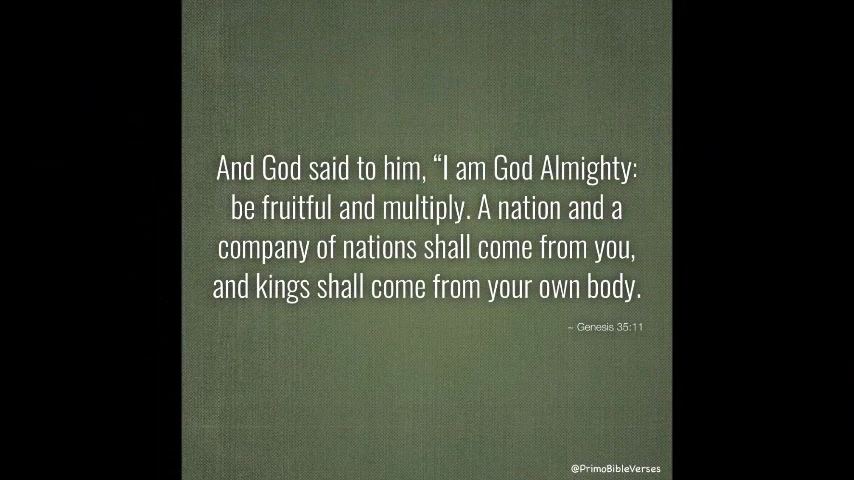 And God said to him, “I am God Almighty:
be fruitful and multiply. A nation and a
company of nations shall come from you,
and kings shall come from your own body.
~ Genesis 35:11
@PrimoBibleVerses